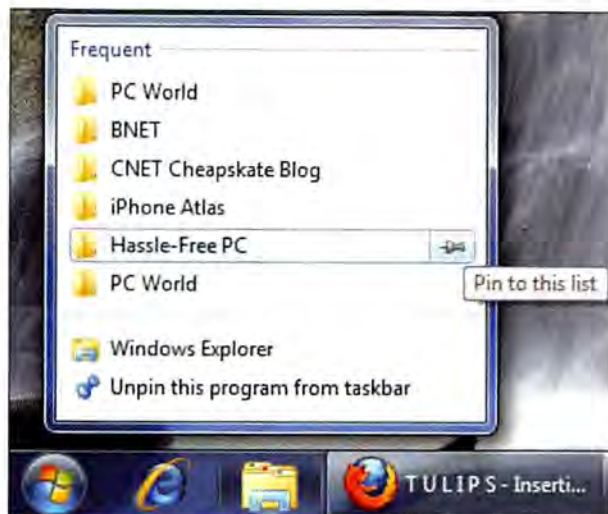 Frequent
PC World
BNET
CNET Cheapskate Blog
iPhone Atlas
Hassle-Free PC
PC World
Pin to this list
Windows Explorer
Unpin this program from taskbar
T U L I P S - Inserti...